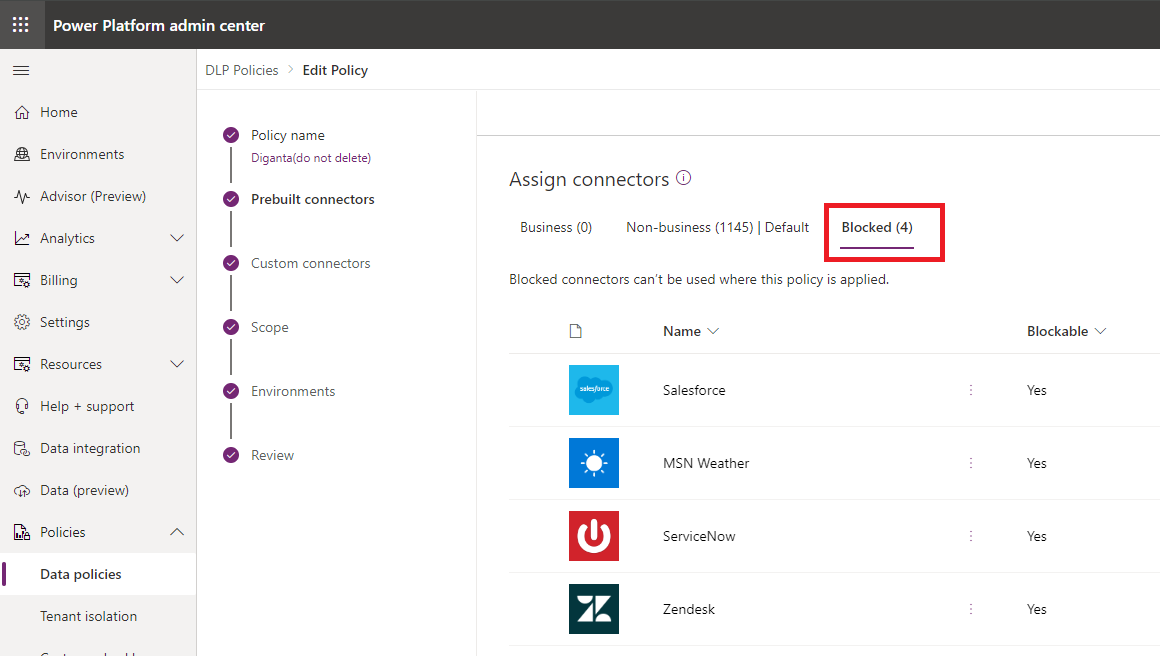 Power Platform admin center
DLP Policies > Edit Policy
Home
Environments
Advisor (Preview)
Analytics
Billing
Settings
Resources
Help + support
Data integration
Data (preview)
Policies
Data policies
Tenant isolation
Policy name
Diganta(do not delete)
Prebuilt connectors
Custom connectors
Scope
Environments
Review
Assign connectors
Business (0) Non-business (1145) | Default Blocked (4)
Blocked connectors can't be used where this policy is applied.
Name Blockable
salesforce Salesforce Yes
MSN Weather Yes
ServiceNow Yes
Zendesk Yes